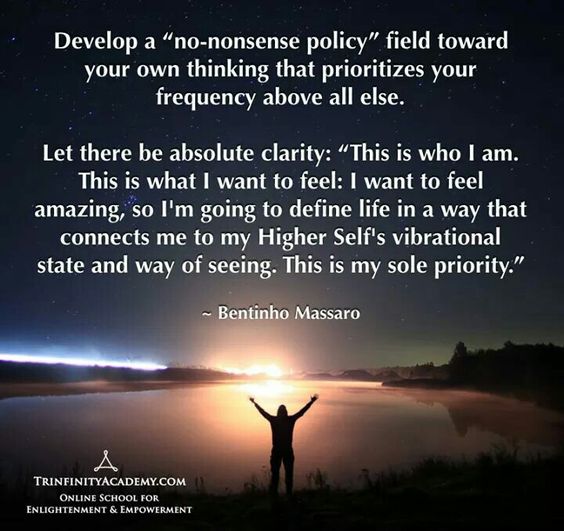 Develop a “no-nonsense policy” field toward
your own thinking that prioritizes your
frequency above all else.
Let there be absolute clarity: “This is who I am.
This is what I want to feel: I want to feel
amazing, so I'm going to define life in a way that
connects me to my Higher Self's vibrational
state and way of seeing. This is my sole priority.”
~ Bentinho Massaro
TRINFINITYACADEMY.COM
ONLINE SCHOOL FOR
ENLIGHTENMENT & EMPOWERMENT